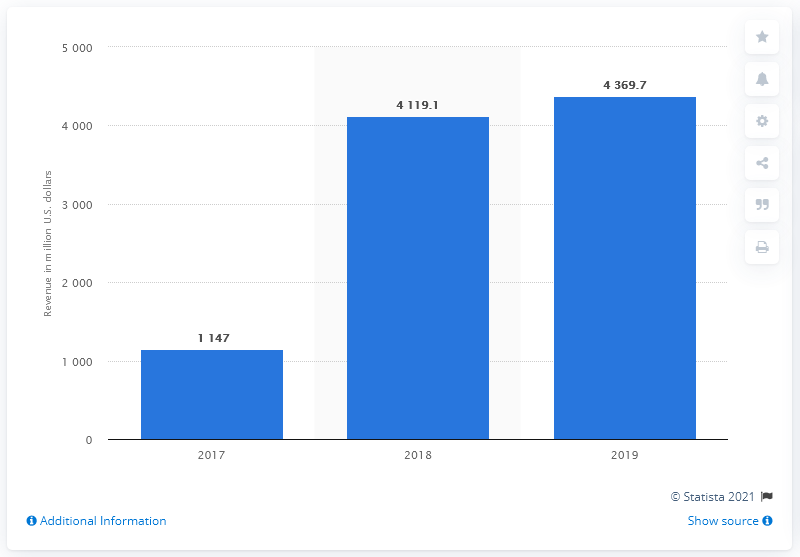 5 000
4 369.7
4 119.1
4 000
3 000
Revenue in million U.S. dollars
2 000
1 147
1 000
0
2017 2018 2019
© Statista 2021
Additional Information Show source